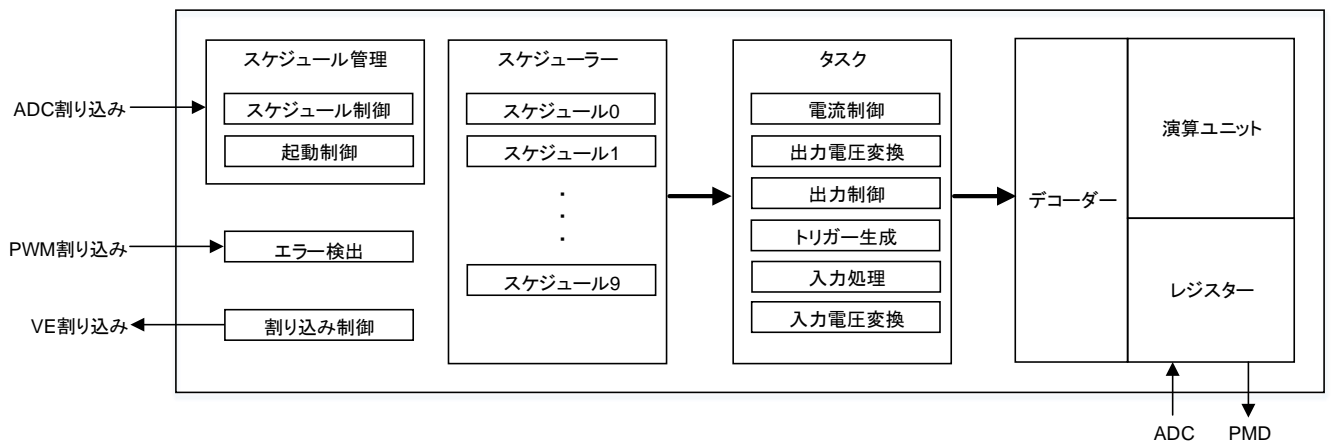 スケジュール管理
スケジュール制御
起動制御
ADC割り込み
PWM割り込み
エラー検出
VE割り込み
割り込み制御
スケジューラー
スケジュール0
スケジュール1
・
・
・
スケジュール9
タスク
電流制御
出力電圧変換
出力制御
トリガー生成
入力処理
入力電圧変換
デコーダー
演算ユニット
レジスター
ADC
PMD